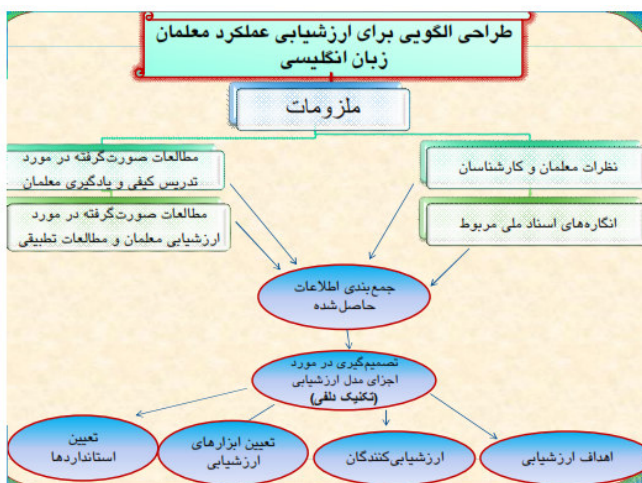 طراحی الگویی برای ارزشیابی عملکرد معلمان
زبان انگلیسی
ملزومات
نظرات معلمان و کارشناسان
مطالعات صورت‌گرفته در مورد
تدریس کیفی و یادگیری معلمان
انگاره‌های اسناد ملی مربوط
مطالعات صورت‌گرفته در مورد
ارزشیابی معلمان و مطالعات تطبیقی
جمع‌بندی اطلاعات
حاصل‌شده
تصمیم‌گیری در مورد
اجزای مدل ارزشیابی
(تکنیک دلفی)
اهداف ارزشیابی
ارزشیابی‌کنندگان
تعیین ابزارهای
ارزشیابی
تعیین
استانداردها